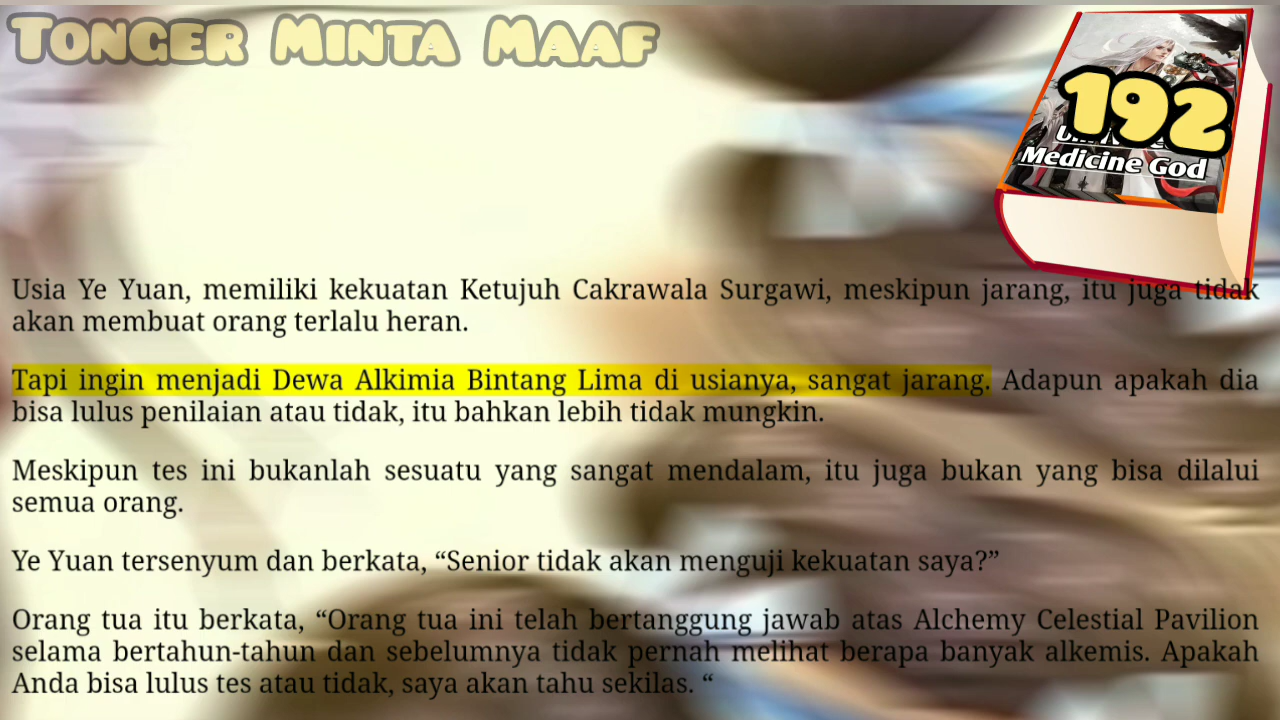 Tonger Minta Maaf
192
Medicine God
Usia Ye Yuan, memiliki kekuatan Ketujuh Cakrawala Surgawi, meskipun jarang, itu juga tidak
akan membuat orang terlalu heran.
Tapi ingin menjadi Dewa Alkimia Bintang Lima di usianya, sangat jarang. Adapun apakah dia
bisa lulus penilaian atau tidak, itu bahkan lebih tidak mungkin.
Meskipun tes ini bukanlah sesuatu yang sangat mendalam, itu juga bukan yang bisa dilalui
semua orang.
Ye Yuan tersenyum dan berkata, “Senior tidak akan menguji kekuatan saya?”
Orang tua itu berkata, “Orang tua ini telah bertanggung jawab atas Alchemy Celestial Pavilion
selama bertahun-tahun dan sebelumnya tidak pernah melihat berapa banyak alkemis. Apakah
Anda bisa lulus tes atau tidak, saya akan tahu sekilas. “